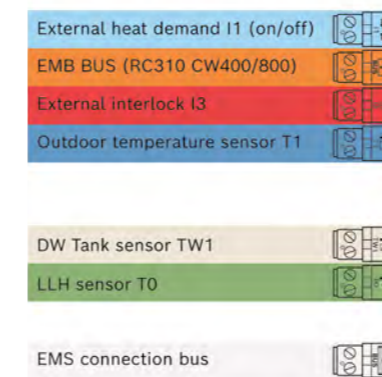 External heat demand I1 (on/off)
EMB BUS (RC310 CW400/800)
External interlock I3
Outdoor temperature sensor T1
DW Tank sensor TW1
LLH sensor T0
EMS connection bus